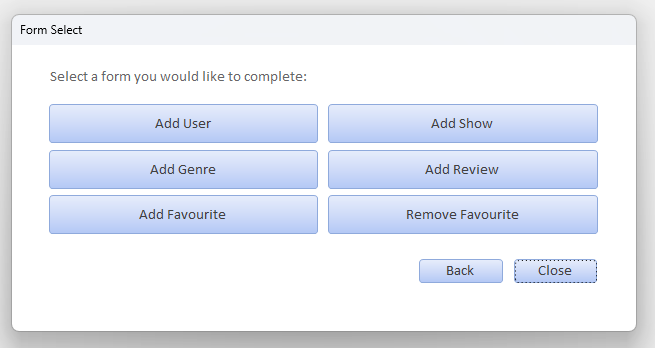 Form Select
Select a form you would like to complete:
Add User
Add Show
Add Genre
Add Review
Add Favourite
Remove Favourite
Back
Close